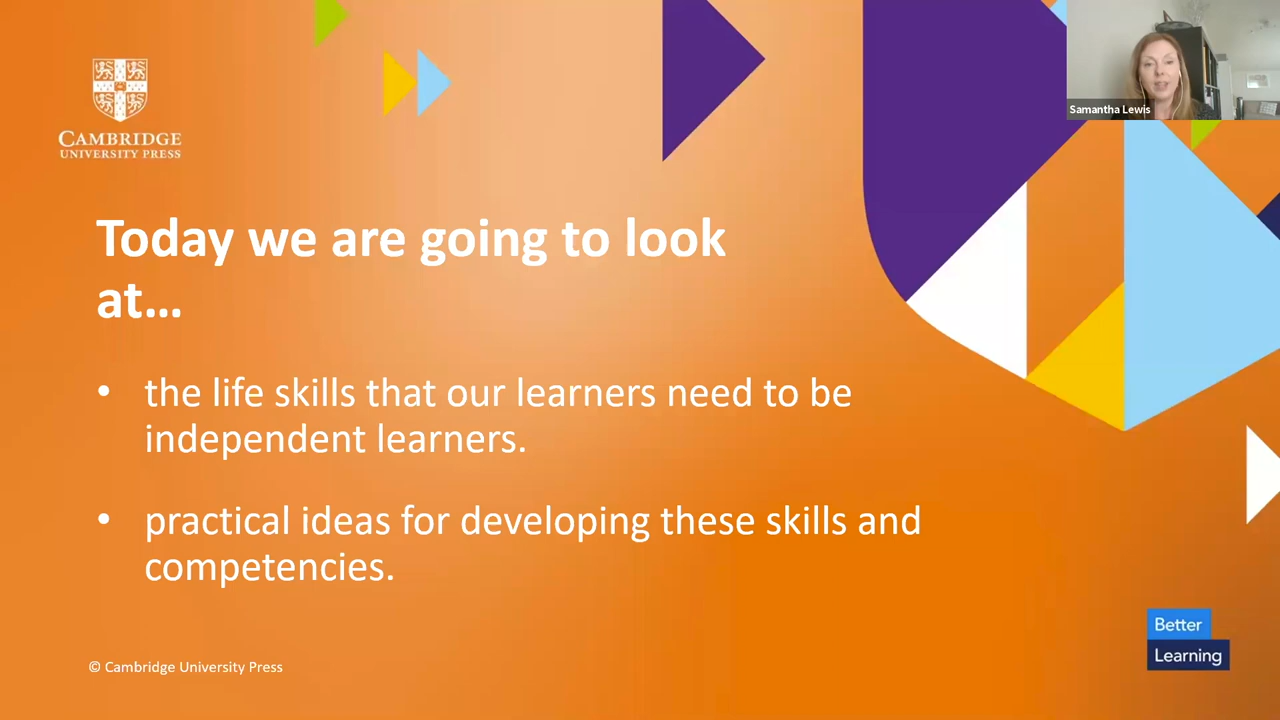 CAMBRIDGE
UNIVERSITY PRESS
Samantha Lewis
Today we are going to look
at...
• the life skills that our learners need to be
independent learners.
• practical ideas for developing these skills and
competencies.
© Cambridge University Press
Better
Learning